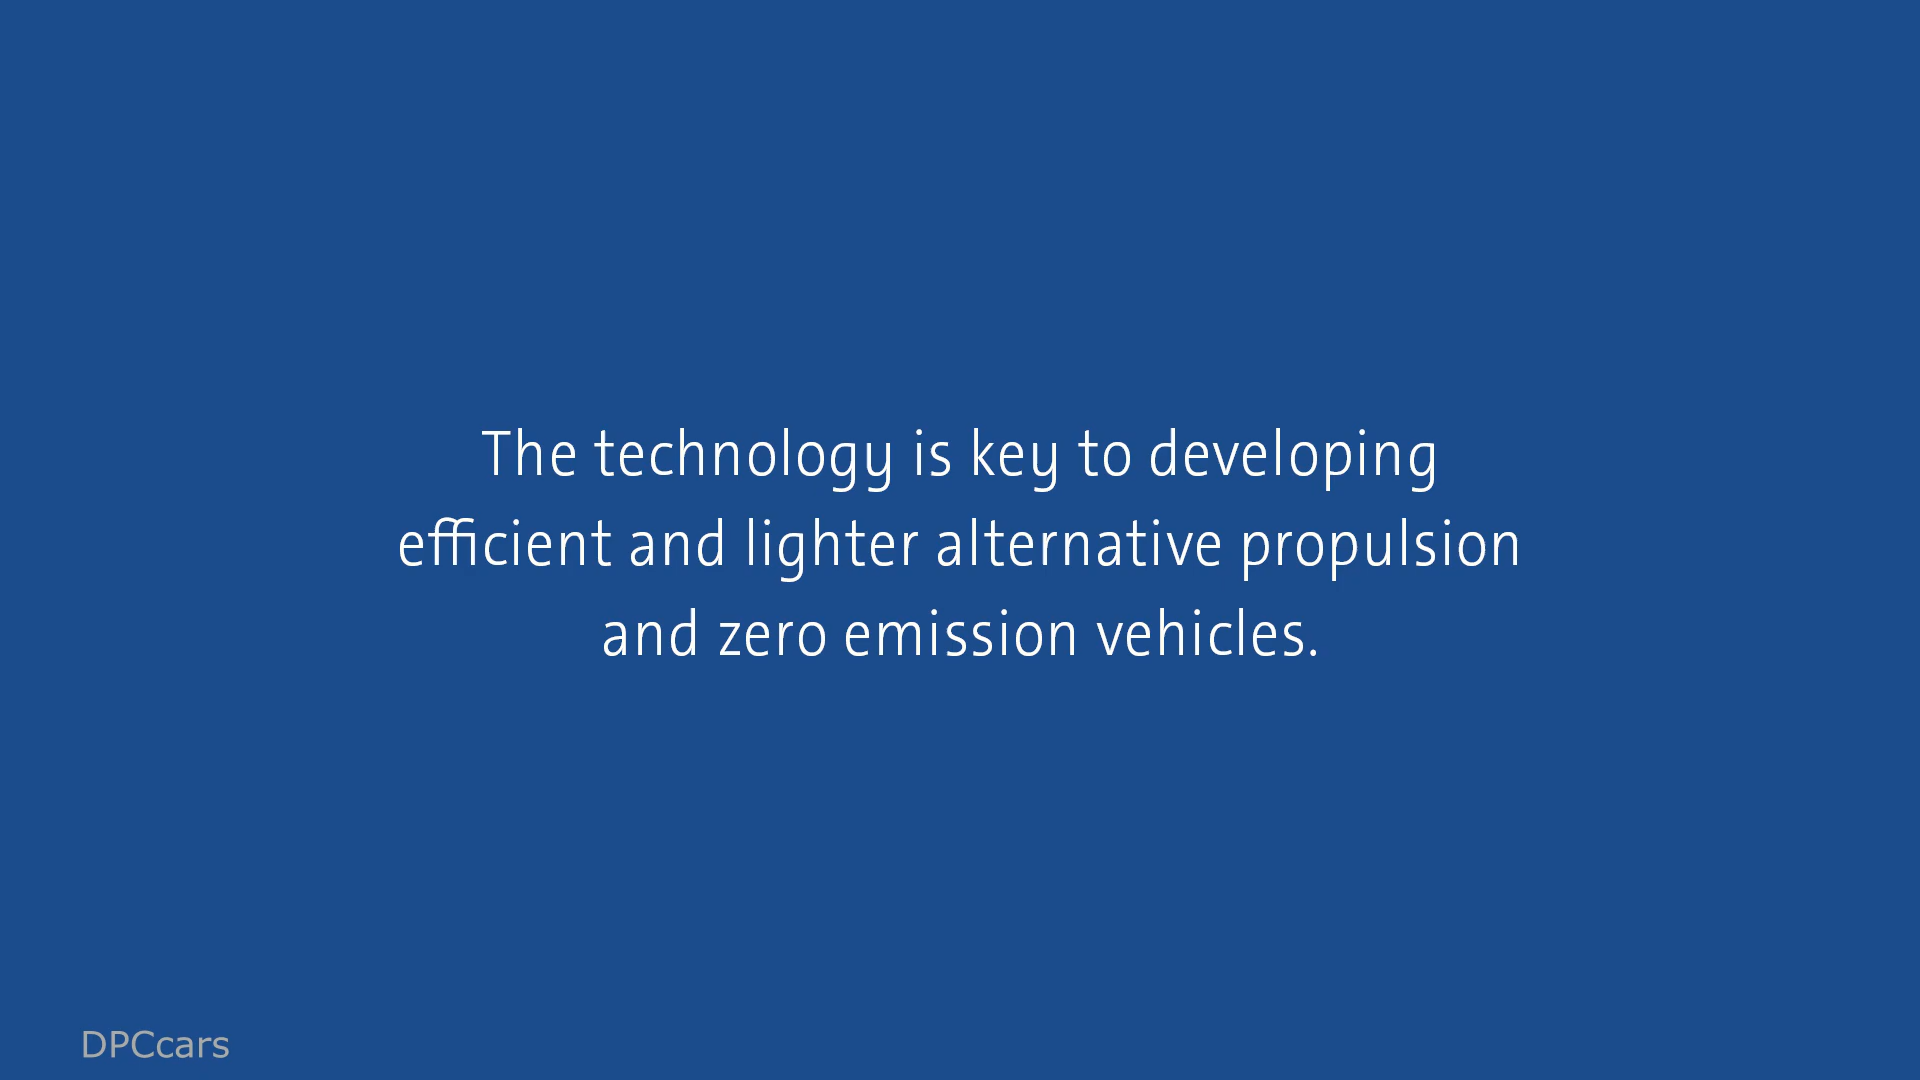 The technology is key to developing
efficient and lighter alternative propulsion
and zero emission vehicles.
DPCcars